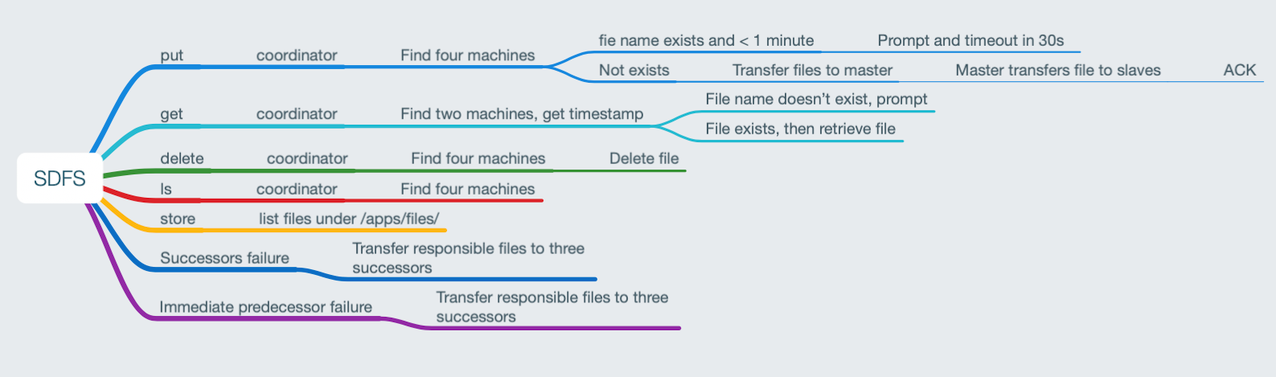 fie name exists and < 1 minute Prompt and timeout in 30s
put coordinator Find four machines
Not exists Transfer files to master Master transfers file to slaves ACK
File name doesn't exist, prompt
get coordinator Find two machines, get timestamp
File exists, then retrieve file
delete coordinator Find four machines Delete file
SDFS
ls coordinator Find four machines
store list files under /apps/files/
Successors failure
Transfer responsible files to three
successors
Immediate predecessor failure
Transfer responsible files to three
successors